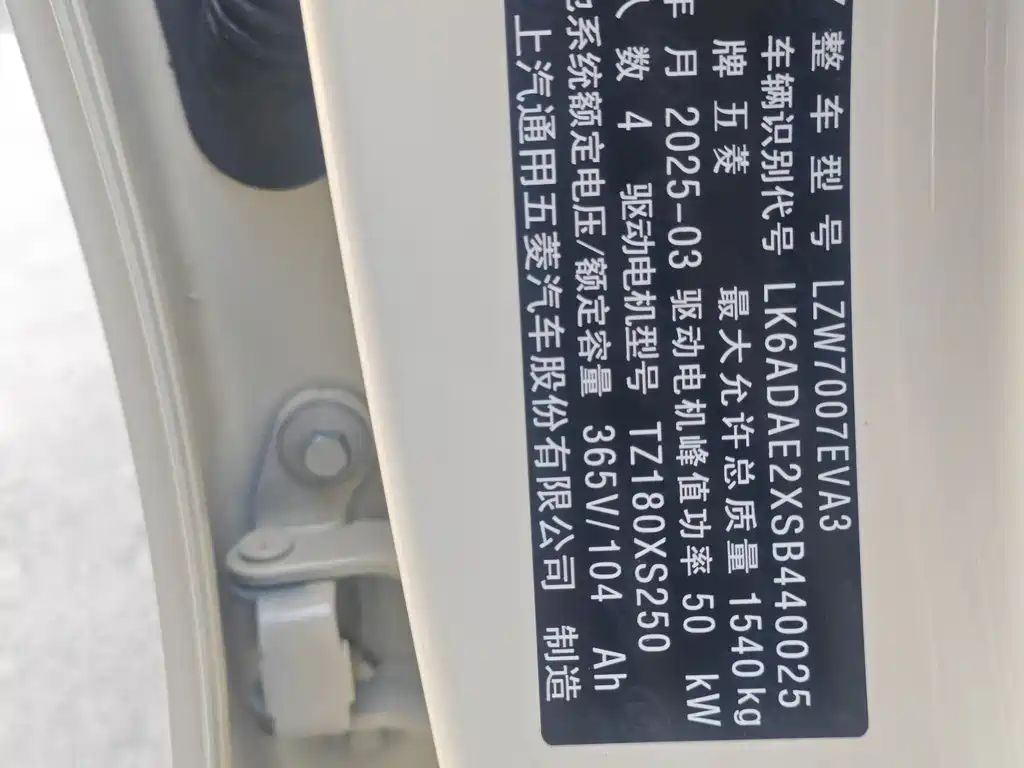 整车型号 LZW7007EVA3
车辆识别代号 LK6ADAE2XSB440025
牌 五菱 最大允许总质量 1540kg
年月 2025-03 驱动电机峰值功率 50 kW
人数 4 驱动电机型号 TZ180XS250
电系统额定电压/额定容量 365V/104 Ah
上汽通用五菱汽车股份有限公司 制造